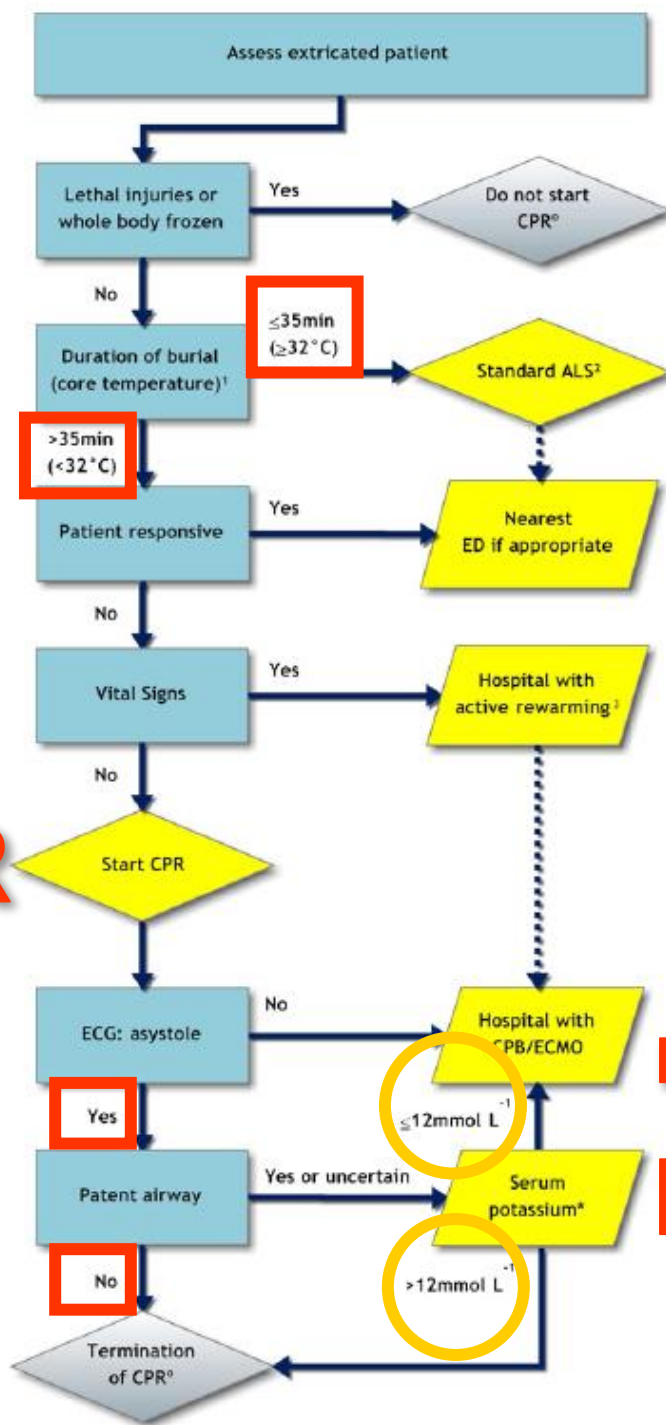 Assess extricated patient
Lethal injuries or
whole body frozen
Yes
Do not start
CPR⁰
No
Duration of burial
(core temperature)¹
≤35min
(≥32°C)
Standard ALS²
>35min
(<32°C)
Patient responsive
Yes
Nearest
ED if appropriate
No
Vital Signs
Yes
Hospital with
active rewarming³
No
R
Start CPR
ECG: asystole
No
Hospital with
CPB/ECMO
Yes
≤12mmol L⁻¹
Patent airway
Yes or uncertain
Serum
potassium*
No
>12mmol L⁻¹
Termination
of CPR⁰